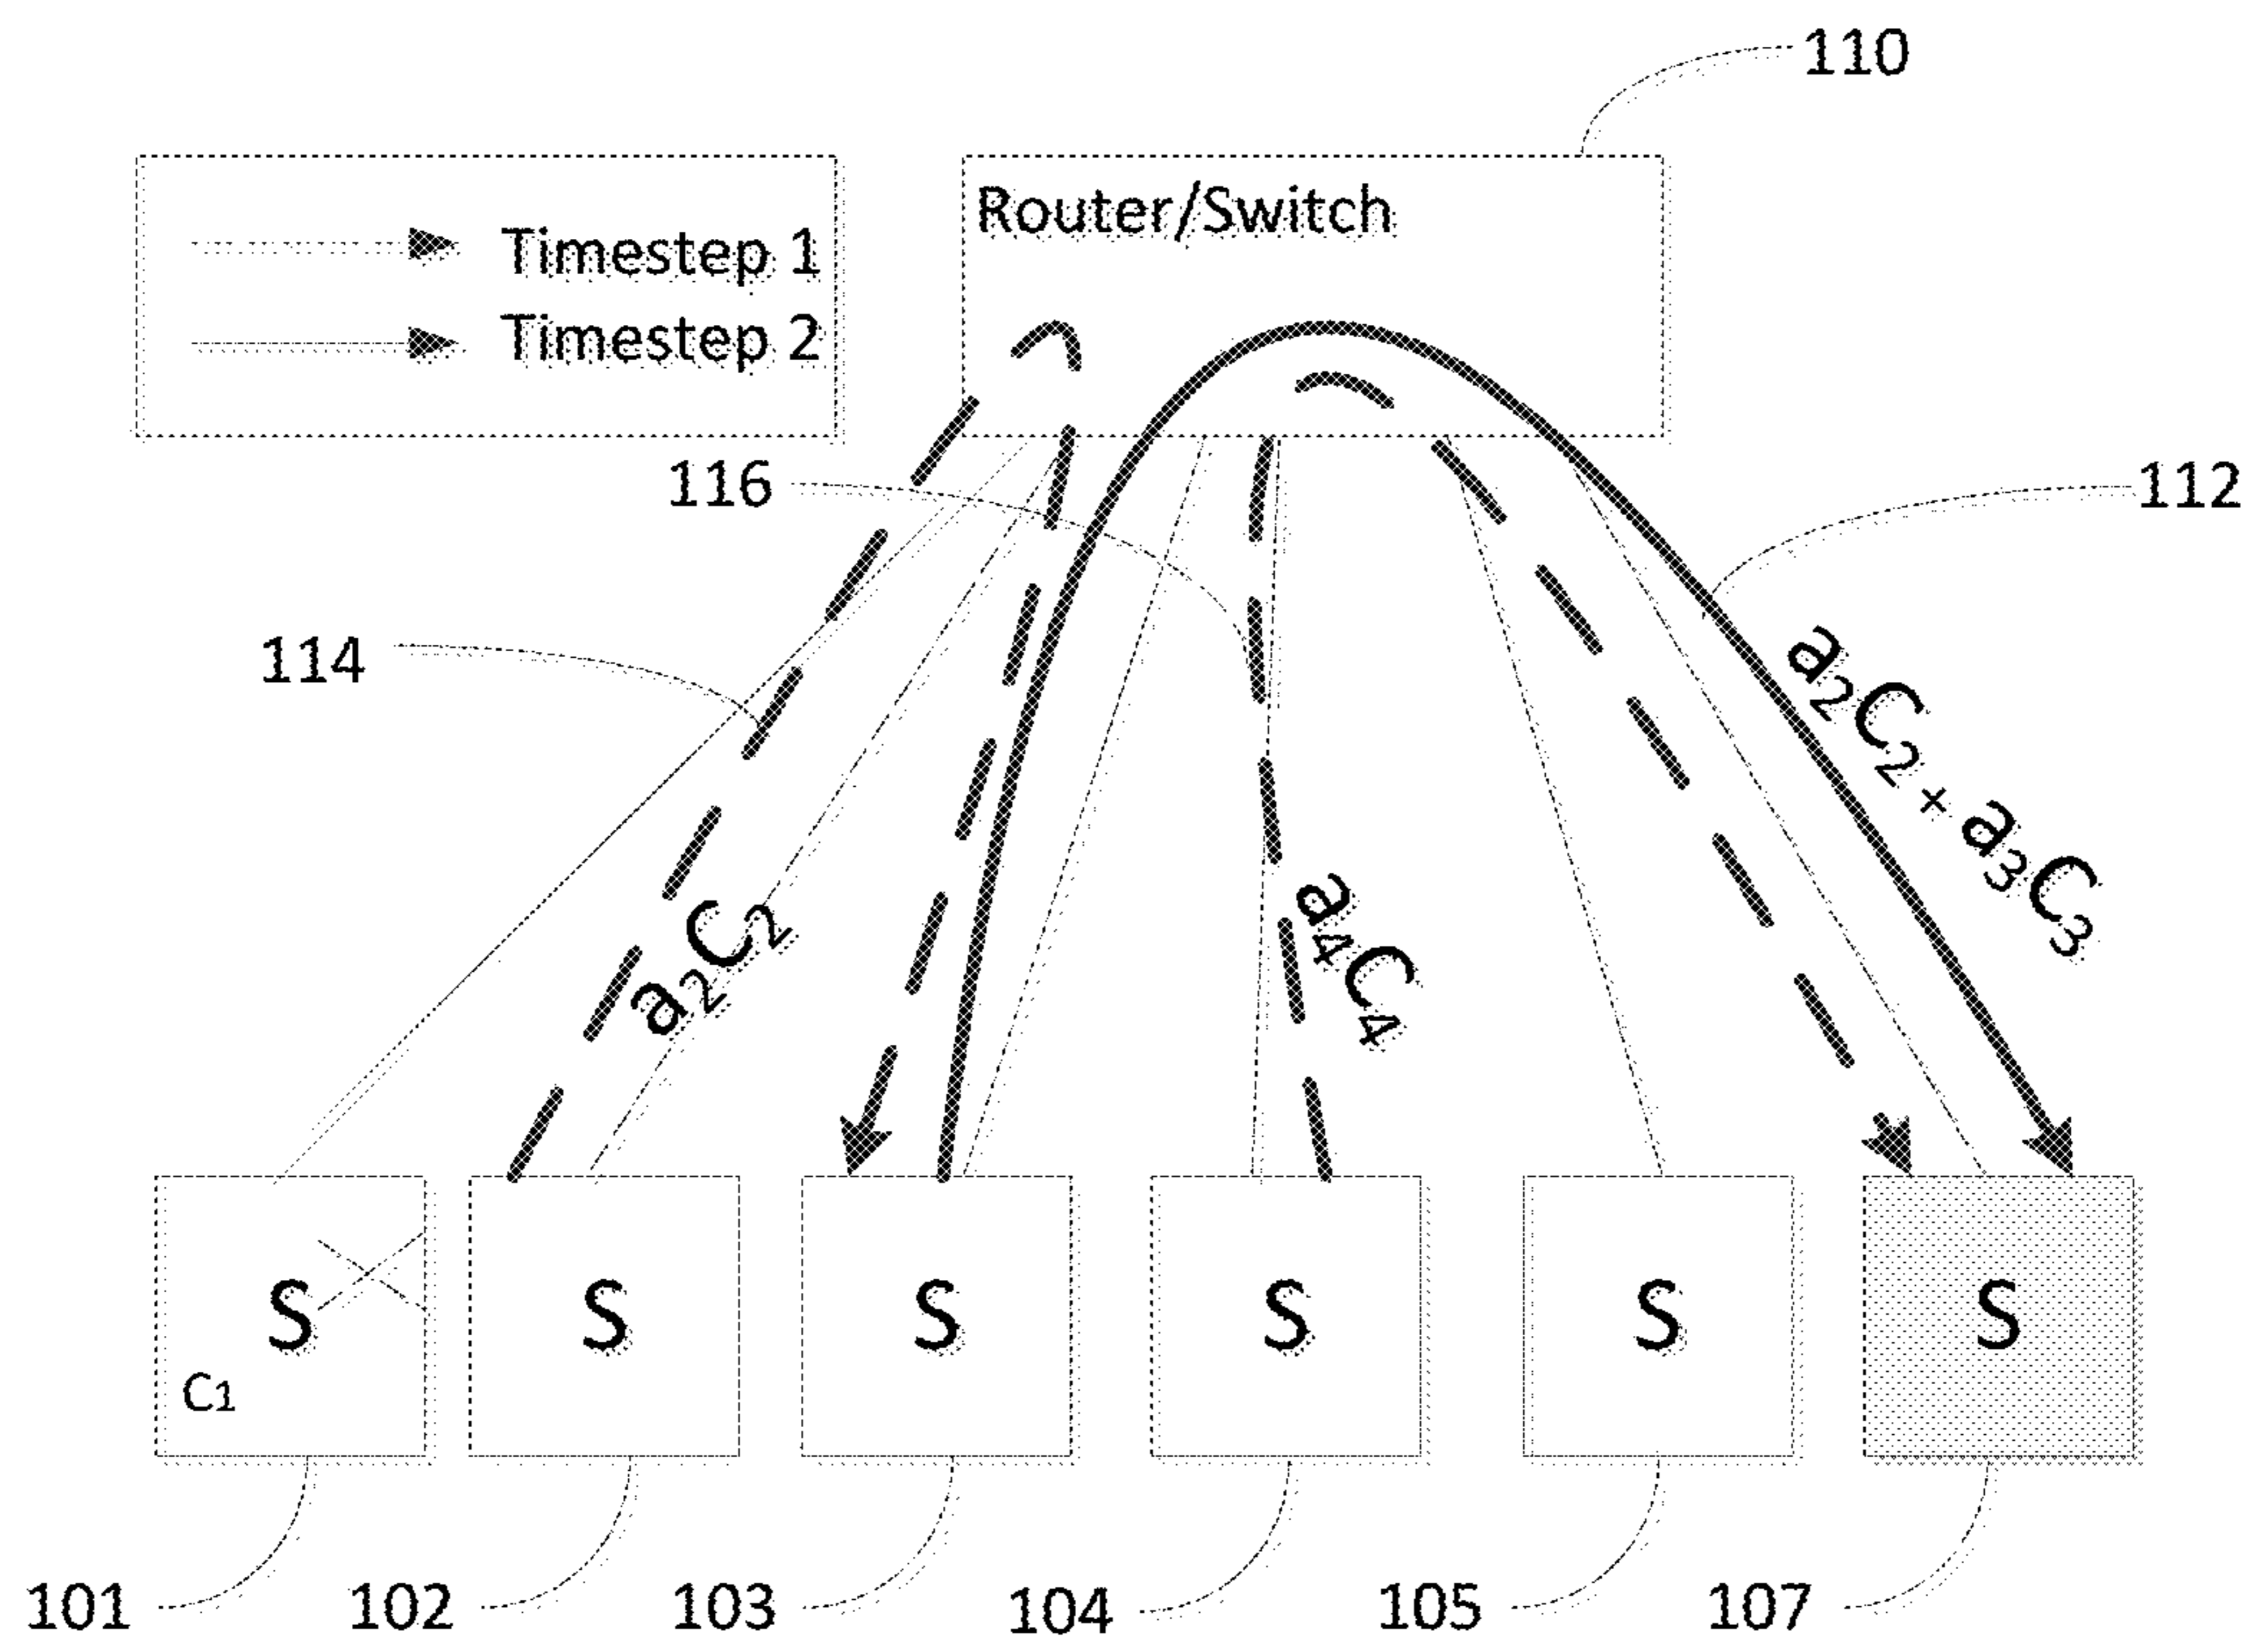 110
Router/Switch
Timestep 1
Timestep 2
116
112
114
a₂C₂ + a₃C₃
a₂C₂
a₄C₄
S
S
S
S
S
S
C1
101
102
103
104
105
107